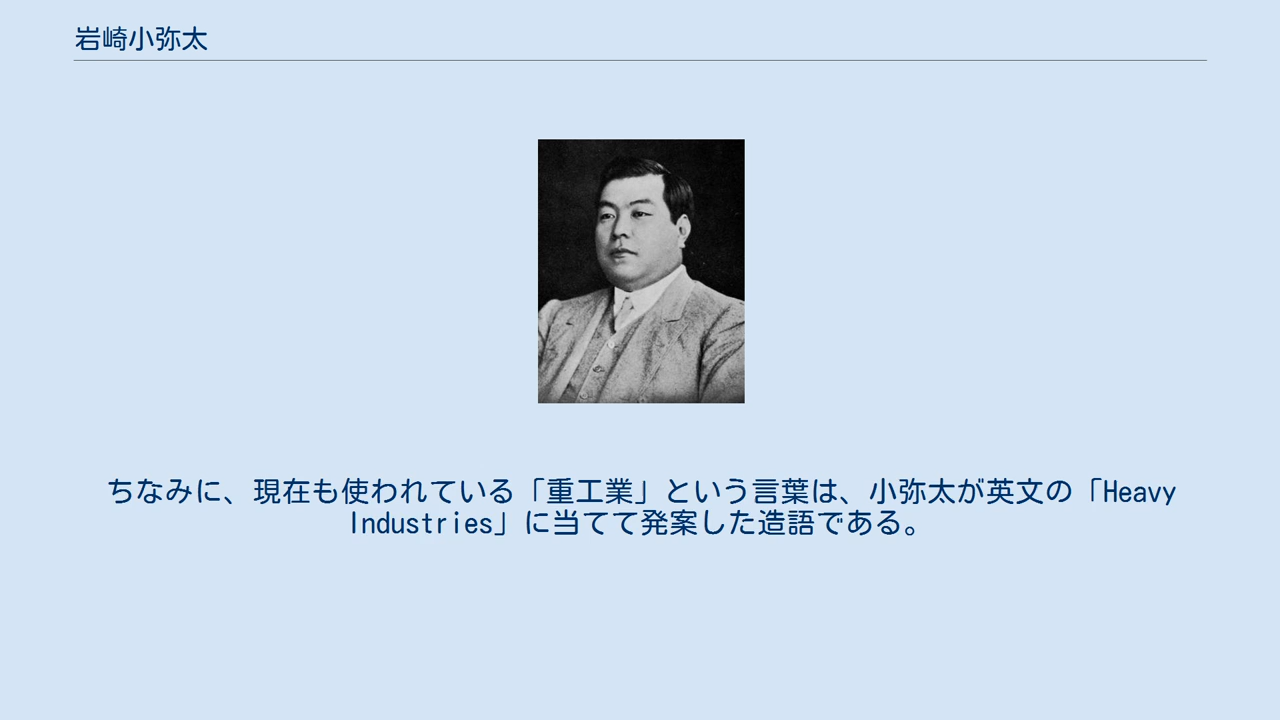 岩崎小弥太
ちなみに、現在も使われている「重工業」という言葉は、小弥太が英文の「Heavy
Industries」に当てて発案した造語である。